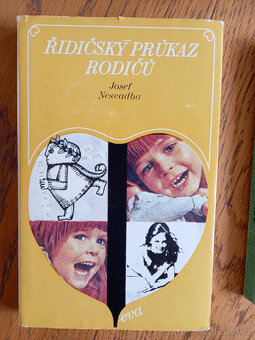 ŘIDIČSKÝ PRŮKAZ
RODIČŮ
Josef
Nesvadba
eva